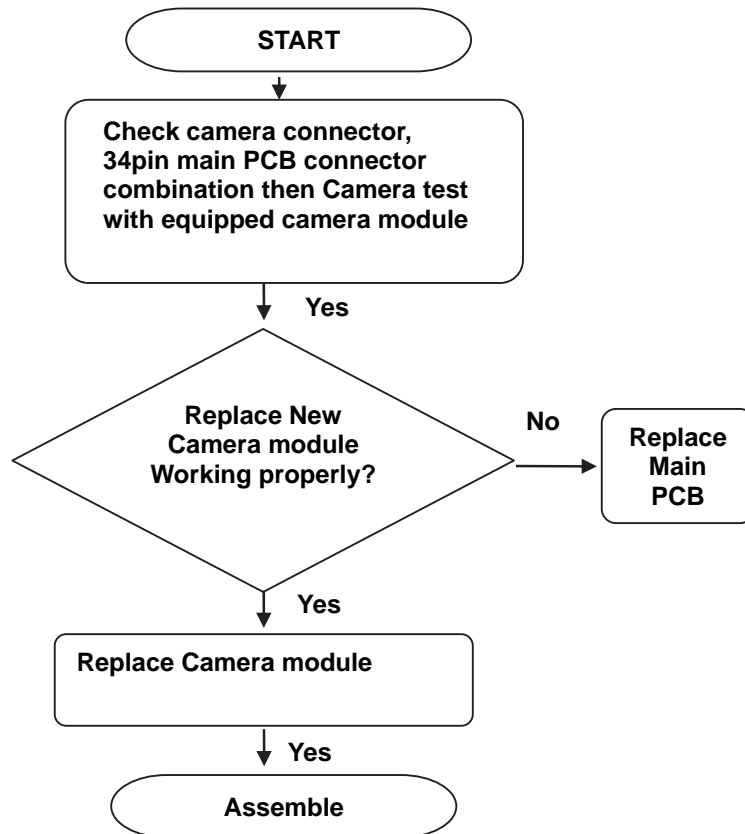 START
Check camera connector,
34pin main PCB connector
combination then Camera test
with equipped camera module
Yes
Replace New
Camera module
Working properly?
No
Replace
Main
PCB
Yes
Replace Camera module
Yes
Assemble